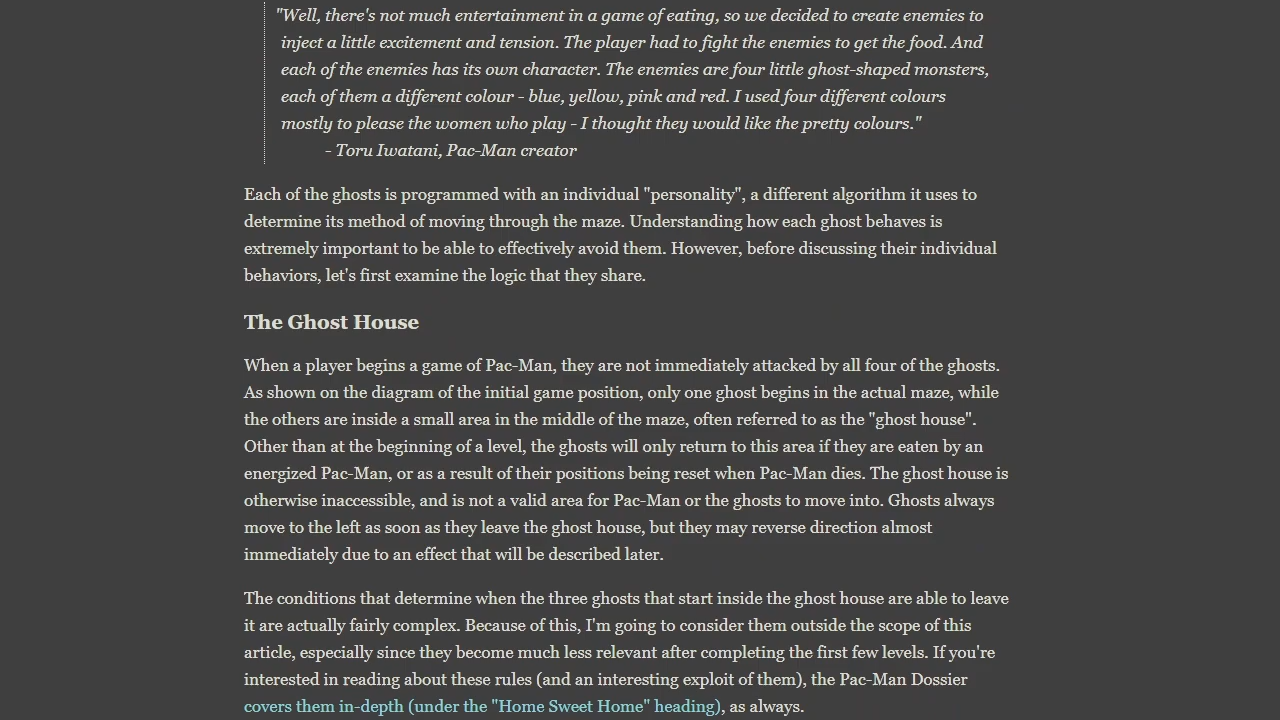 "Well, there's not much entertainment in a game of eating, so we decided to create enemies to
inject a little excitement and tension. The player had to fight the enemies to get the food. And
each of the enemies has its own character. The enemies are four little ghost-shaped monsters,
each of them a different colour - blue, yellow, pink and red. I used four different colours
mostly to please the women who play - I thought they would like the pretty colours."
- Toru Iwatani, Pac-Man creator
Each of the ghosts is programmed with an individual "personality", a different algorithm it uses to
determine its method of moving through the maze. Understanding how each ghost behaves is
extremely important to be able to effectively avoid them. However, before discussing their individual
behaviors, let's first examine the logic that they share.
The Ghost House
When a player begins a game of Pac-Man, they are not immediately attacked by all four of the ghosts.
As shown on the diagram of the initial game position, only one ghost begins in the actual maze, while
the others are inside a small area in the middle of the maze, often referred to as the "ghost house".
Other than at the beginning of a level, the ghosts will only return to this area if they are eaten by an
energized Pac-Man, or as a result of their positions being reset when Pac-Man dies. The ghost house is
otherwise inaccessible, and is not a valid area for Pac-Man or the ghosts to move into. Ghosts always
move to the left as soon as they leave the ghost house, but they may reverse direction almost
immediately due to an effect that will be described later.
The conditions that determine when the three ghosts that start inside the ghost house are able to leave
it are actually fairly complex. Because of this, I'm going to consider them outside the scope of this
article, especially since they become much less relevant after completing the first few levels. If you're
interested in reading about these rules (and an interesting exploit of them), the Pac-Man Dossier
covers them in-depth (under the "Home Sweet Home" heading), as always.